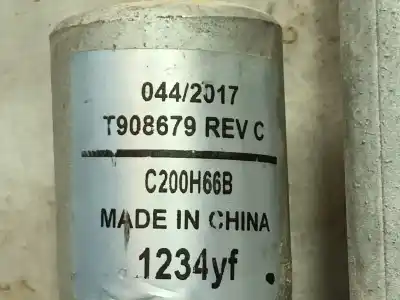 044/2017
T908679 REV C
C200H66B
MADE IN CHINA
1234yf